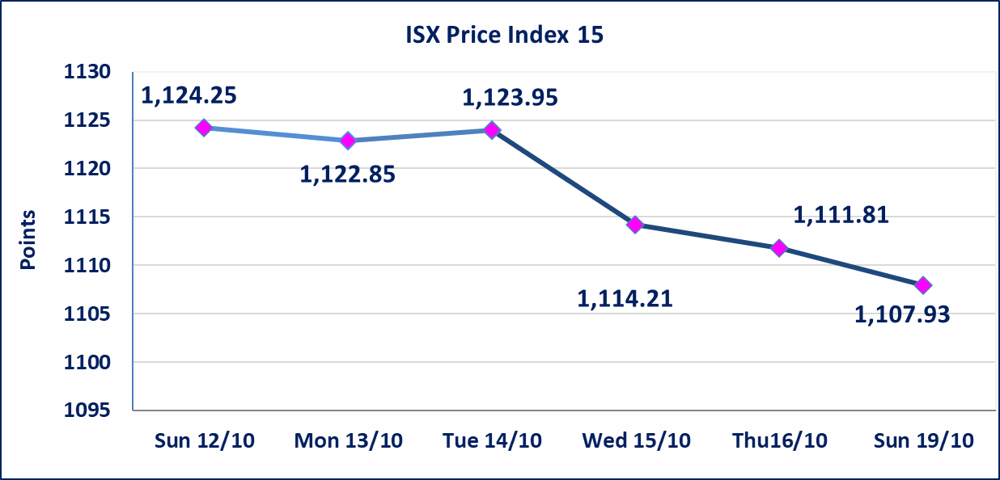 ISX Price Index 15
Points
1130
1125
1120
1115
1110
1105
1100
1095
1,124.25
1,122.85
1,123.95
1,114.21
1,111.81
1,107.93
Sun 12/10
Mon 13/10
Tue 14/10
Wed 15/10
Thu16/10
Sun 19/10